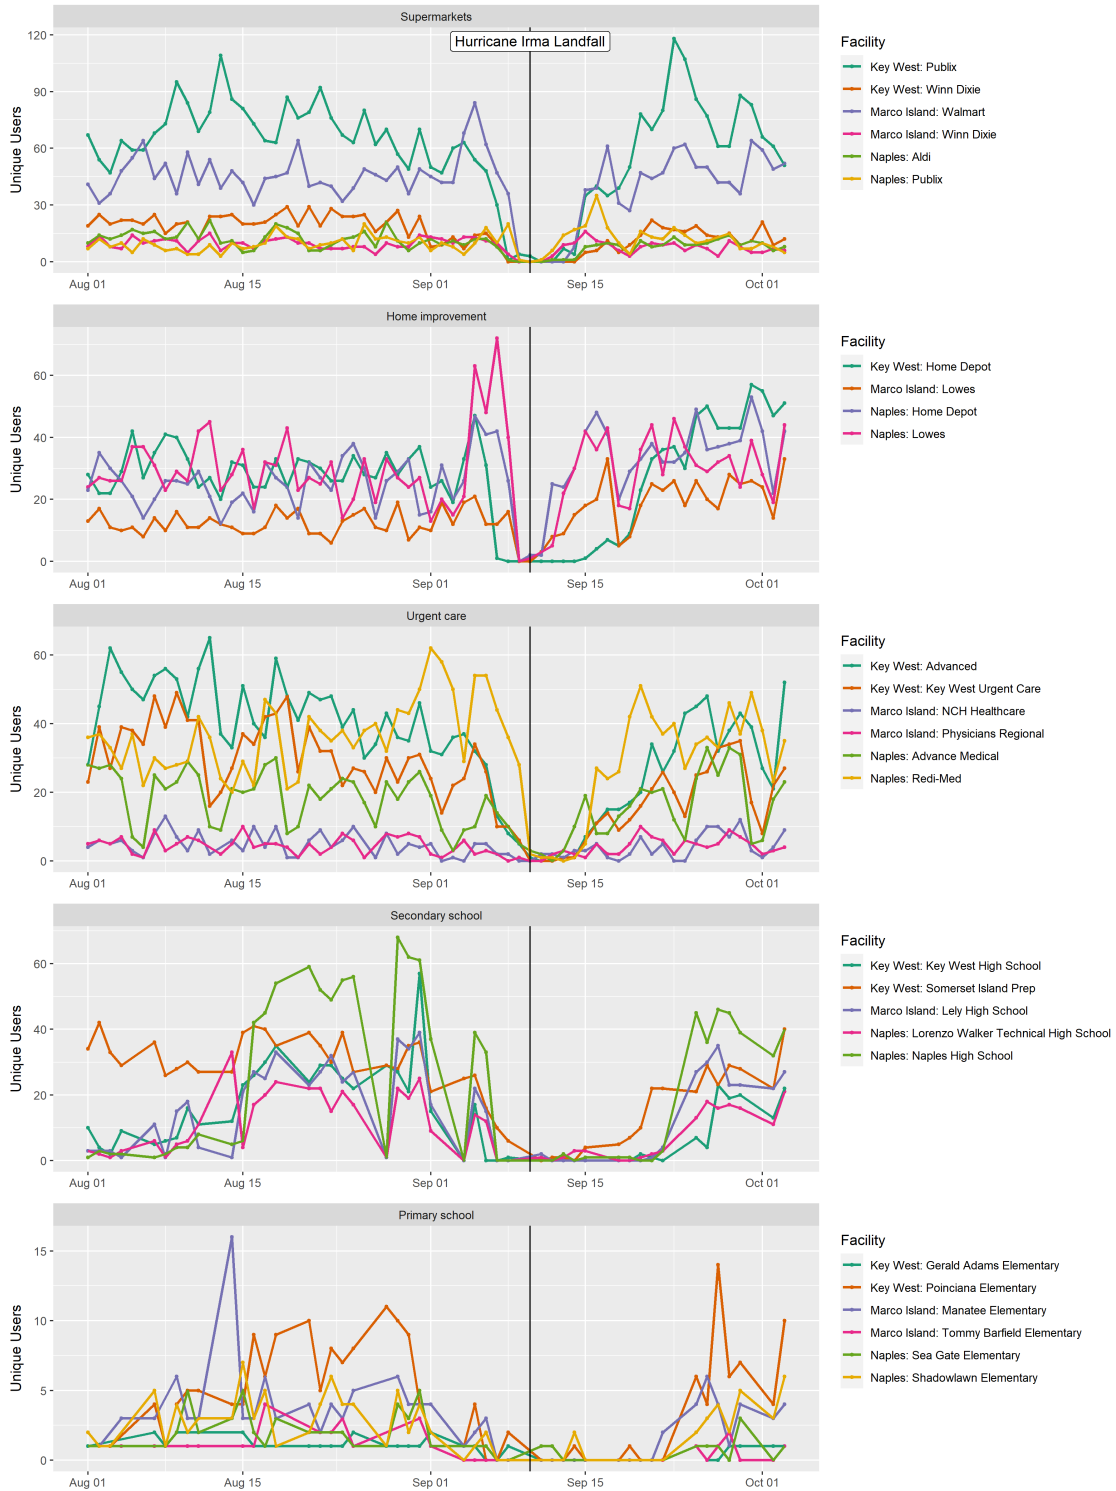 Supermarkets
Hurricane Irma Landfall
Unique Users
120
90
60
30
0
Aug 01 Aug 15 Sep 01 Sep 15 Oct 01
Facility
Key West: Publix
Key West: Winn Dixie
Marco Island: Walmart
Marco Island: Winn Dixie
Naples: Aldi
Naples: Publix
Home improvement
Unique Users
60
40
20
0
Aug 01 Aug 15 Sep 01 Sep 15 Oct 01
Facility
Key West: Home Depot
Marco Island: Lowes
Naples: Home Depot
Naples: Lowes
Urgent care
Unique Users
60
40
20
0
Aug 01 Aug 15 Sep 01 Sep 15 Oct 01
Facility
Key West: Advanced
Key West: Key West Urgent Care
Marco Island: NCH Healthcare
Marco Island: Physicians Regional
Naples: Advance Medical
Naples: Redi-Med
Secondary school
Unique Users
60
40
20
0
Aug 01 Aug 15 Sep 01 Sep 15 Oct 01
Facility
Key West: Key West High School
Key West: Somerset Island Prep
Marco Island: Lely High School
Naples: Lorenzo Walker Technical High School
Naples: Naples High School
Primary school
Unique Users
15
10
5
0
Aug 01 Aug 15 Sep 01 Sep 15 Oct 01
Facility
Key West: Gerald Adams Elementary
Key West: Poinciana Elementary
Marco Island: Manatee Elementary
Marco Island: Tommy Barfield Elementary
Naples: Sea Gate Elementary
Naples: Shadowlawn Elementary